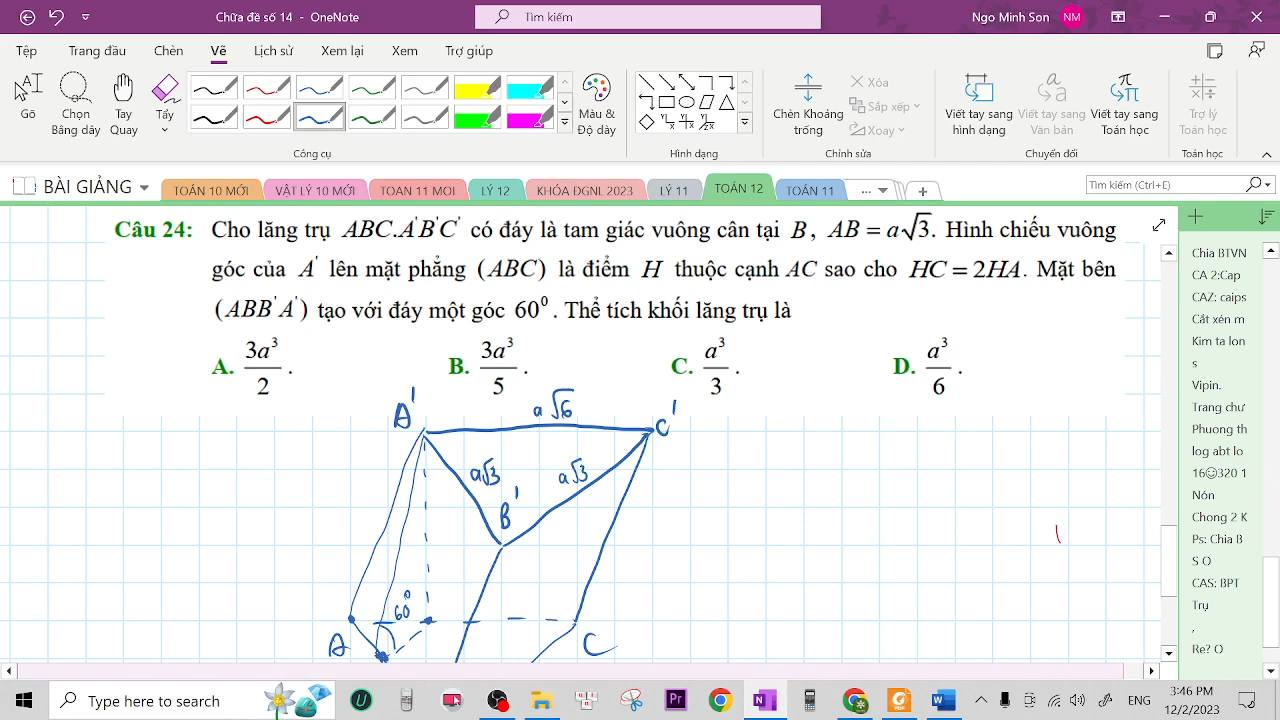 Chữa đề số 14 - OneNote
Tìm kiếm
Ngo Minh Son
NM
Tệp
Trang đầu
Chèn
Vẽ
Lịch sử
Xem lại
Xem
Trợ giúp
Gõ
Chọn Bằng dây
Tay Quay
Tẩy
Màu & Độ dày
Chèn Khoảng trống
Xóa
Sắp xếp
Xoay
Viết tay sang hình dạng
Viết tay sang Văn bản
Viết tay sang Toán học
Trợ lý Toán học
Công cụ
Hình dạng
Chỉnh sửa
Chuyển đổi
Toán học
BÀI GIẢNG
TOÁN 10 MỚI
VẬT LÝ 10 MỚI
TOAN 11 MOI
LÝ 12
KHÓA DGNL 2023
LÝ 11
TOÁN 12
TOÁN 11
...
Tìm kiếm (Ctrl+E)
Câu 24: Cho lăng trụ ABC.A'B'C' có đáy là tam giác vuông cân tại B, AB = a√3. Hình chiếu vuông
góc của A' lên mặt phẳng (ABC) là điểm H thuộc cạnh AC sao cho HC = 2HA. Mặt bên
(ABB'A') tạo với đáy một góc 60⁰. Thể tích khối lăng trụ là
A. 3a³/2. B. 3a³/5. C. a³/3. D. a³/6.
A'
a√6
C'
a√3
a√3
B'
60°
A
C
Chia BTVN
CA 2:Cap
CAZ: caips
Cắt xén m
Kim ta lon
s
Vipin.
Trang chư
Phuong th
log abt lo
16☺320 1
Nón
Chong 2 K
Ps: Chia B
S O
CAS: BPT
Trụ
,
Re? O
Type here to search
ENG
3:46 PM
12/2/2023